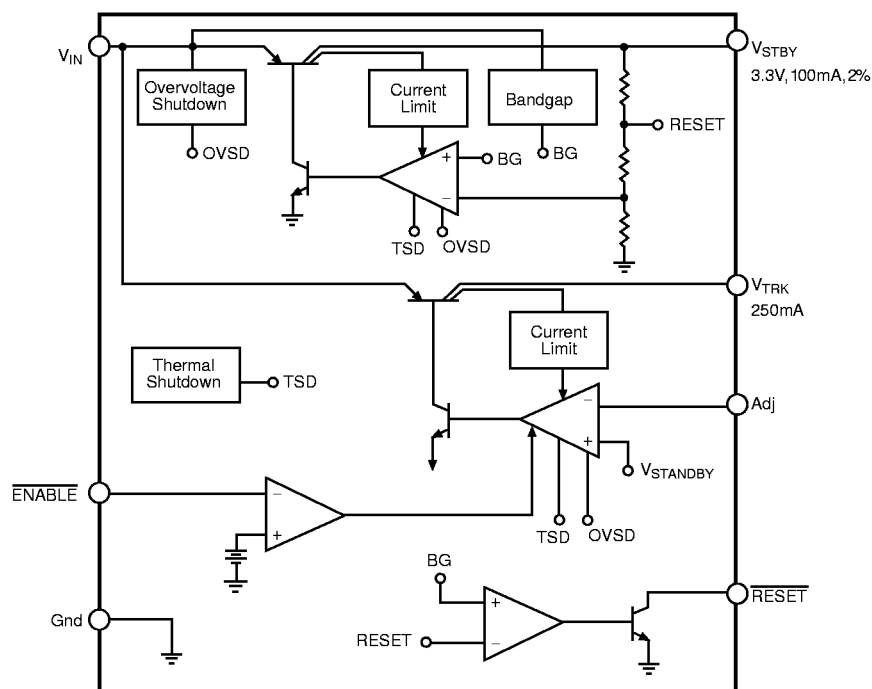 V_IN
V_STBY
3.3V, 100mA, 2%
Overvoltage
Shutdown
Current
Limit
Bandgap
RESET
OVSD
BG
+
BG
−
TSD
OVSD
V_TRK
250mA
Current
Limit
Thermal
Shutdown
TSD
−
Adj
+
V_STANDBY
ENABLE
−
+
TSD
OVSD
BG
+
RESET
Gnd
RESET
−